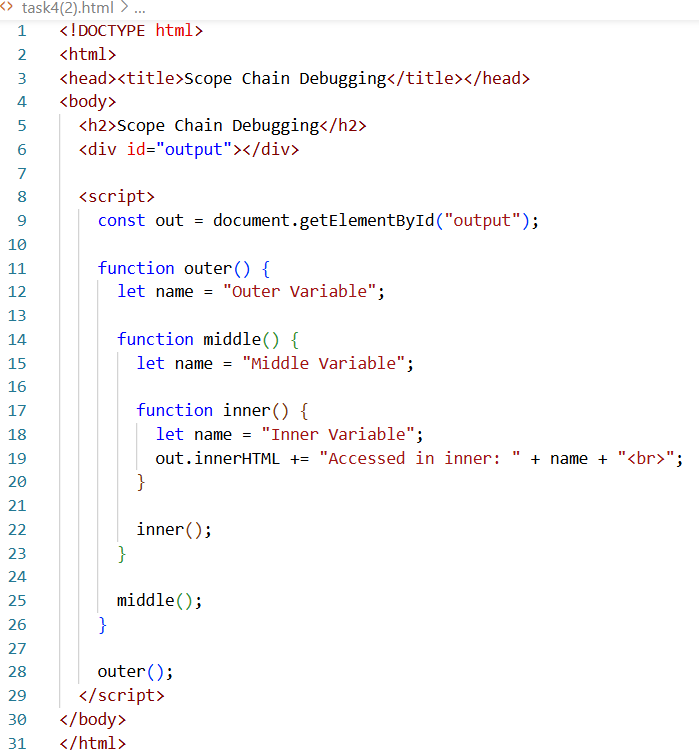 <> task4(2).html > ...
1 <!DOCTYPE html>
2 <html>
3 <head><title>Scope Chain Debugging</title></head>
4 <body>
5   <h2>Scope Chain Debugging</h2>
6   <div id="output"></div>
7
8   <script>
9     const out = document.getElementById("output");
10
11     function outer() {
12       let name = "Outer Variable";
13
14       function middle() {
15         let name = "Middle Variable";
16
17         function inner() {
18           let name = "Inner Variable";
19           out.innerHTML += "Accessed in inner: " + name + "<br>";
20         }
21
22         inner();
23       }
24
25       middle();
26     }
27
28     outer();
29   </script>
30 </body>
31 </html>